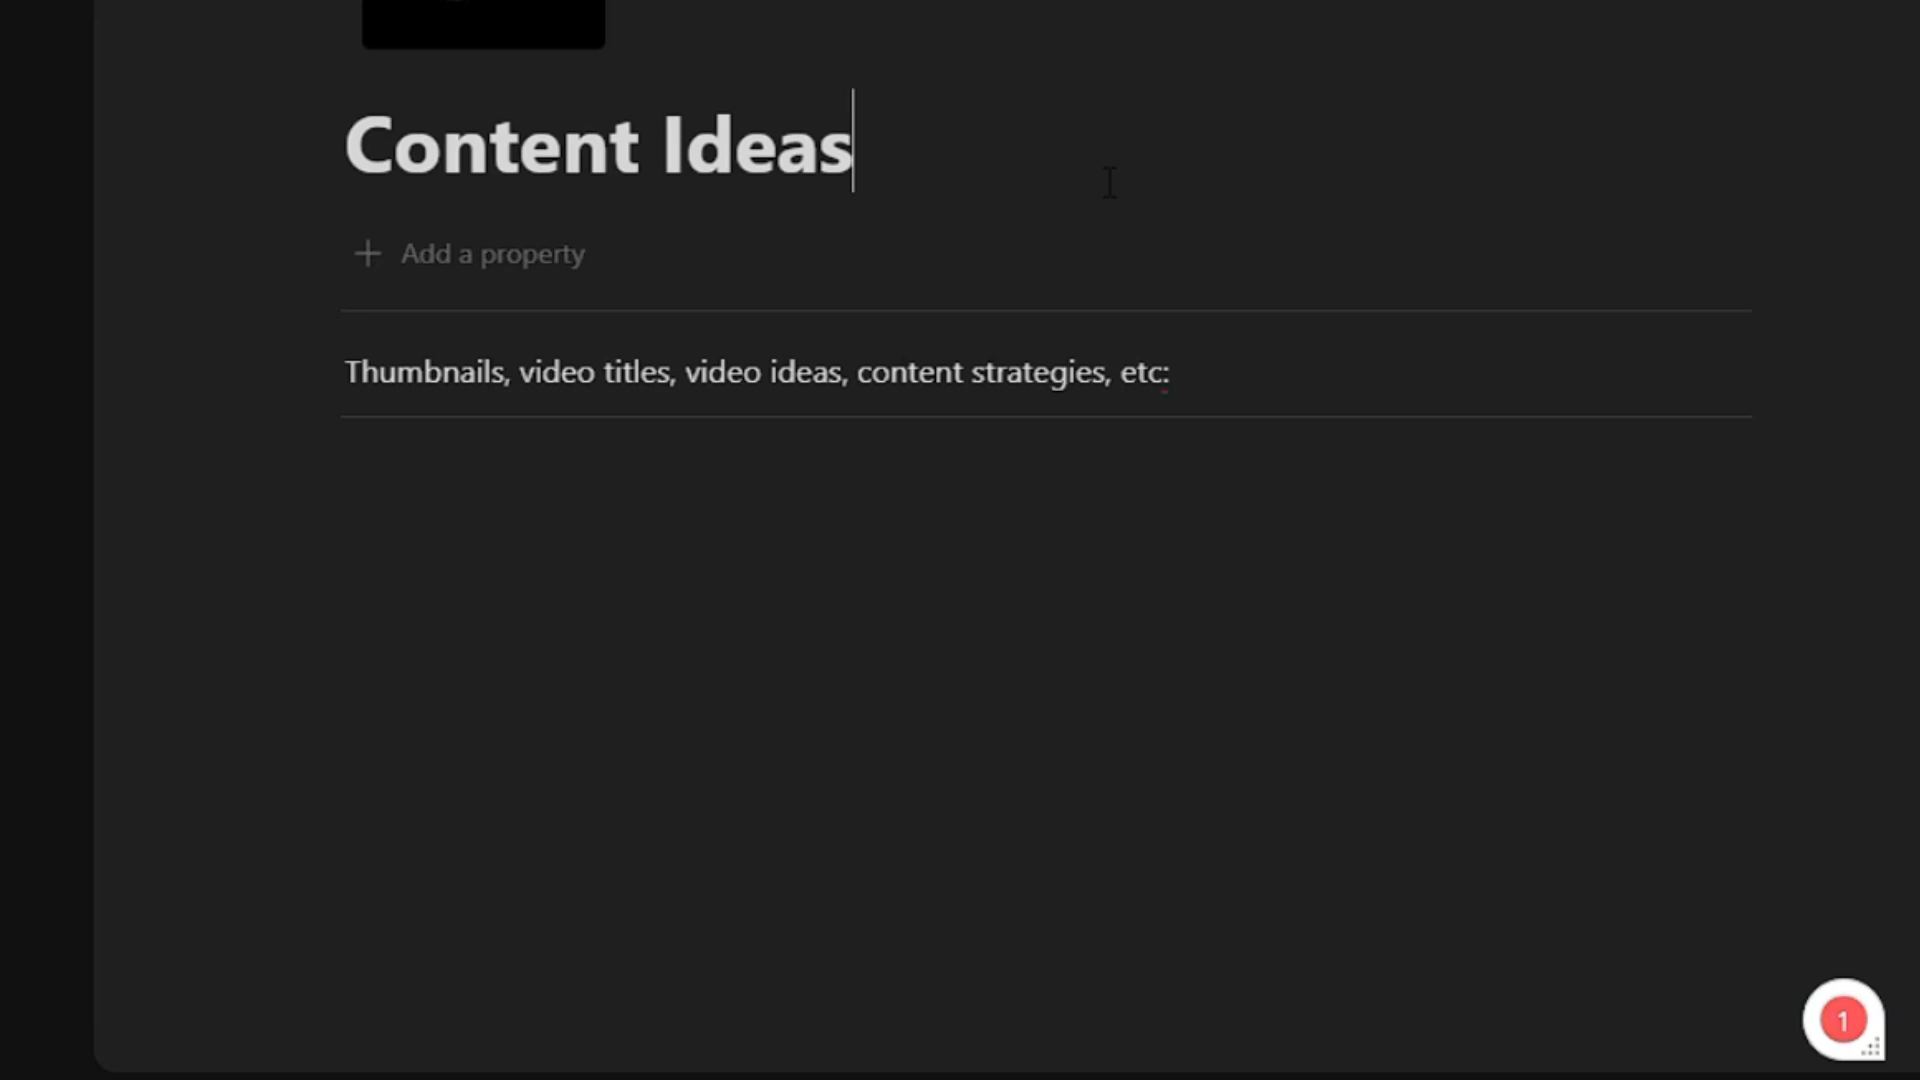 Content Ideas
Add a property
Thumbnails, video titles, video ideas, content strategies, etc:
1